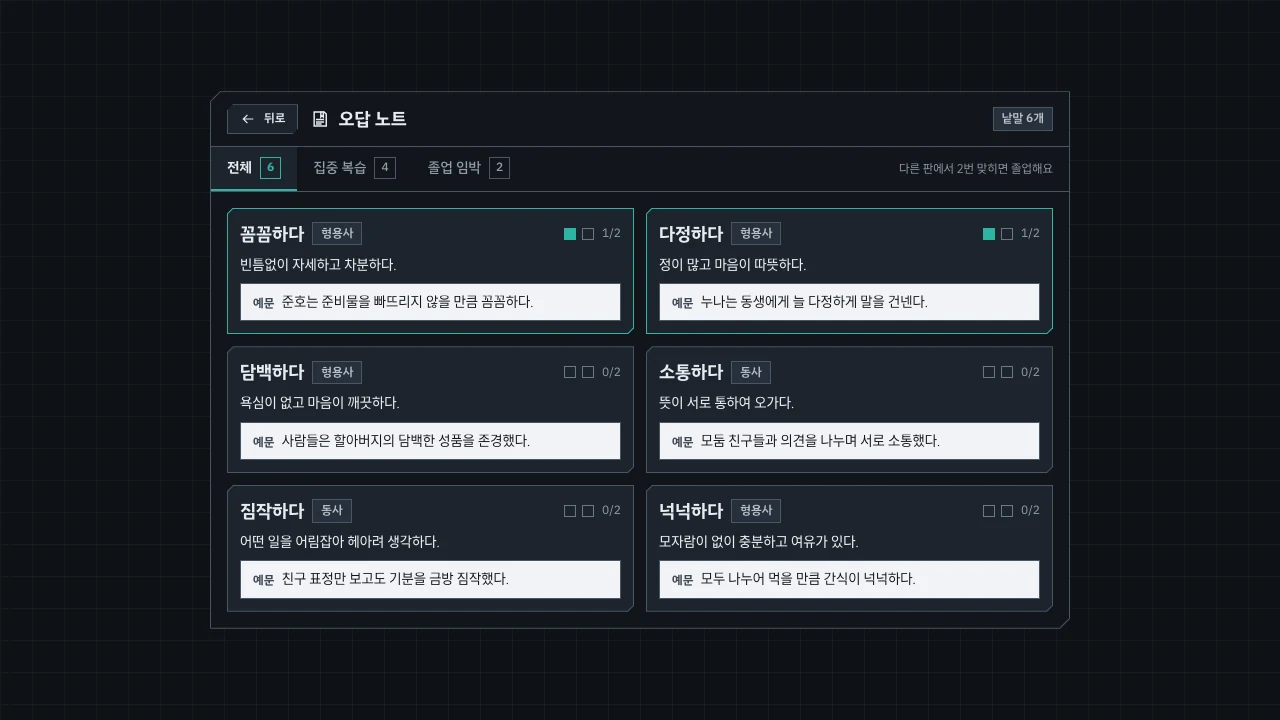 뒤로
오답 노트
낱말 6개
전체 6
집중 복습 4
졸업 임박 2
다른 판에서 2번 맞히면 졸업해요
꼼꼼하다 형용사 1/2
빈틈없이 자세하고 차분하다.
예문 준호는 준비물을 빠뜨리지 않을 만큼 꼼꼼하다.
다정하다 형용사 1/2
정이 많고 마음이 따뜻하다.
예문 누나는 동생에게 늘 다정하게 말을 건넨다.
담백하다 형용사 0/2
욕심이 없고 마음이 깨끗하다.
예문 사람들은 할아버지의 담백한 성품을 존경했다.
소통하다 동사 0/2
뜻이 서로 통하여 오가다.
예문 모둠 친구들과 의견을 나누며 서로 소통했다.
짐작하다 동사 0/2
어떤 일을 어림잡아 헤아려 생각하다.
예문 친구 표정만 보고도 기분을 금방 짐작했다.
넉넉하다 형용사 0/2
모자람이 없이 충분하고 여유가 있다.
예문 모두 나누어 먹을 만큼 간식이 넉넉하다.